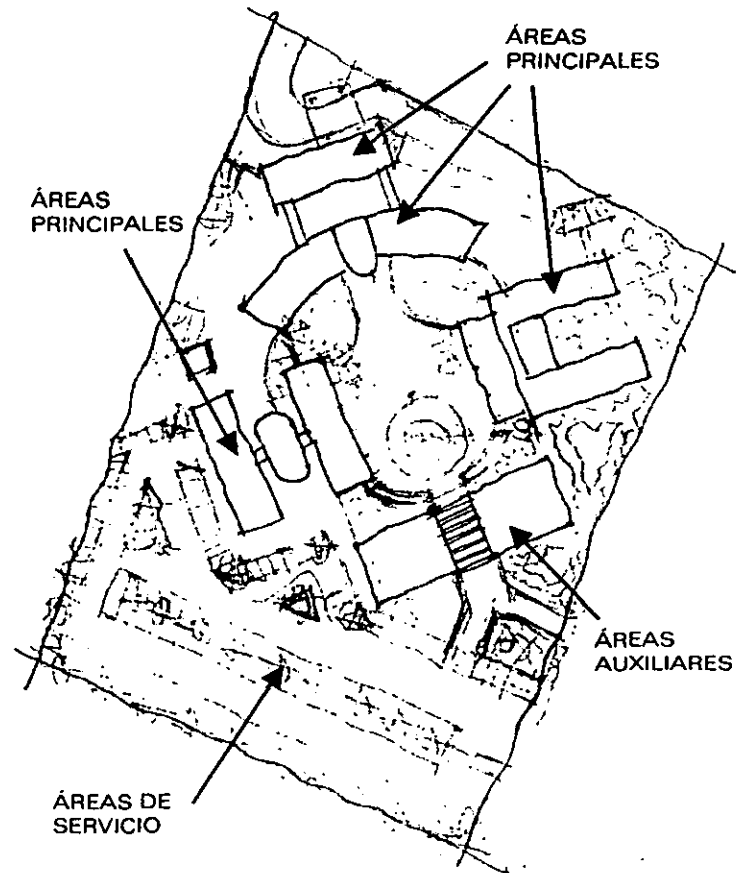 ÁREAS
PRINCIPALES
ÁREAS
PRINCIPALES
ÁREAS
AUXILIARES
ÁREAS DE
SERVICIO